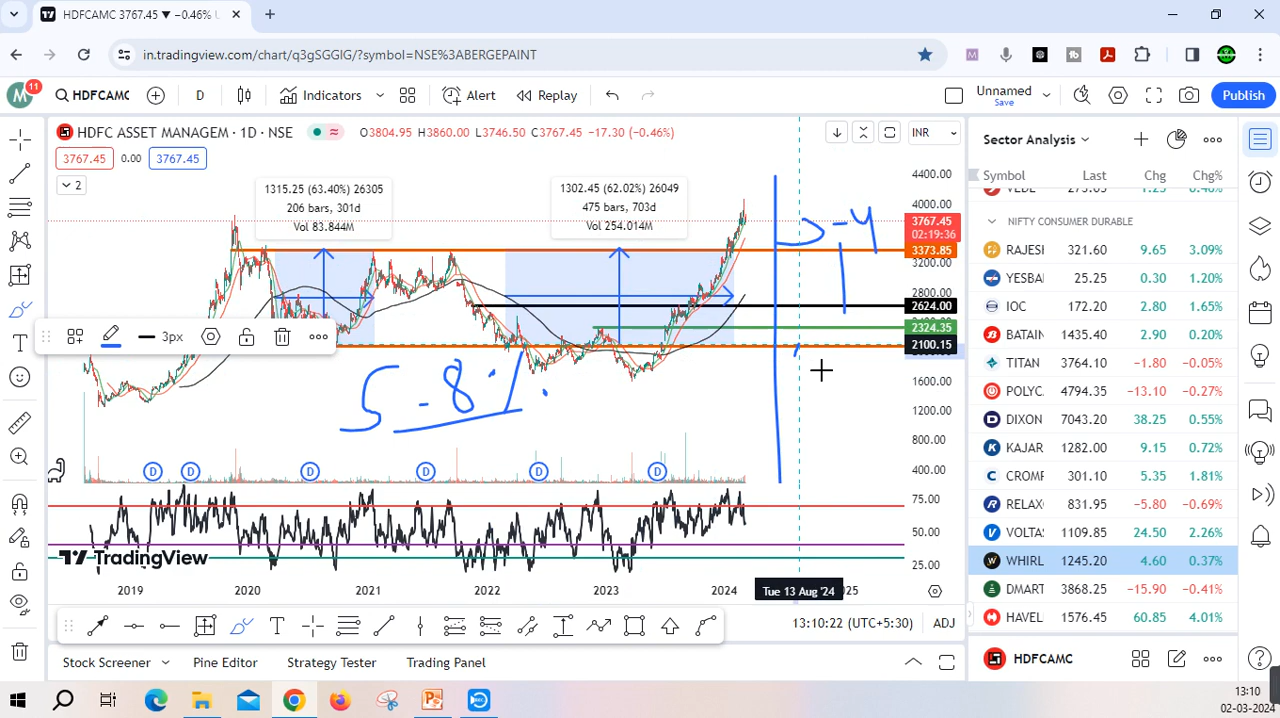 HDFCAMC 3767.45 ▼ −0.46% U
in.tradingview.com/chart/q3gSGGIG/?symbol=NSE%3ABERGEPAINT
M 11 HDFCAMC D Indicators Alert Replay Unnamed Save Publish
HDFC ASSET MANAGEM · 1D · NSE O3804.95 H3860.00 L3746.50 C3767.45 −17.30 (−0.46%) INR
3767.45 0.00 3767.45
2
1315.25 (63.40%) 26305
206 bars, 301d
Vol 83.844M
1302.45 (62.02%) 26049
475 bars, 703d
Vol 254.014M
4400.00
4000.00
3767.45
02:19:36
3373.85
3200.00
2800.00
2624.00
2324.35
2100.15
1600.00
1200.00
800.00
400.00
75.00
50.00
25.00
3px
5-8%.
D D D D D D
TradingView
2019 2020 2021 2022 2023 2024 Tue 13 Aug '24 2025
13:10:22 (UTC+5:30) ADJ
Stock Screener Pine Editor Strategy Tester Trading Panel
Sector Analysis
Symbol Last Chg Chg%
VEDL
NIFTY CONSUMER DURABLE
RAJESI 321.60 9.65 3.09%
YESBA 25.25 0.30 1.20%
IOC 172.20 2.80 1.65%
BATAIN 1435.40 2.90 0.20%
TITAN 3764.10 −1.80 −0.05%
POLYC 4794.35 −13.10 −0.27%
DIXON 7043.20 38.25 0.55%
KAJAR 1282.00 9.15 0.72%
CROMF 301.10 5.35 1.81%
RELAX 831.95 −5.80 −0.69%
VOLTA 1109.85 24.50 2.26%
WHIRL 1245.20 4.60 0.37%
DMART 3868.25 −15.90 −0.41%
HAVEL 1576.45 60.85 4.01%
HDFCAMC
13:10
02-03-2024